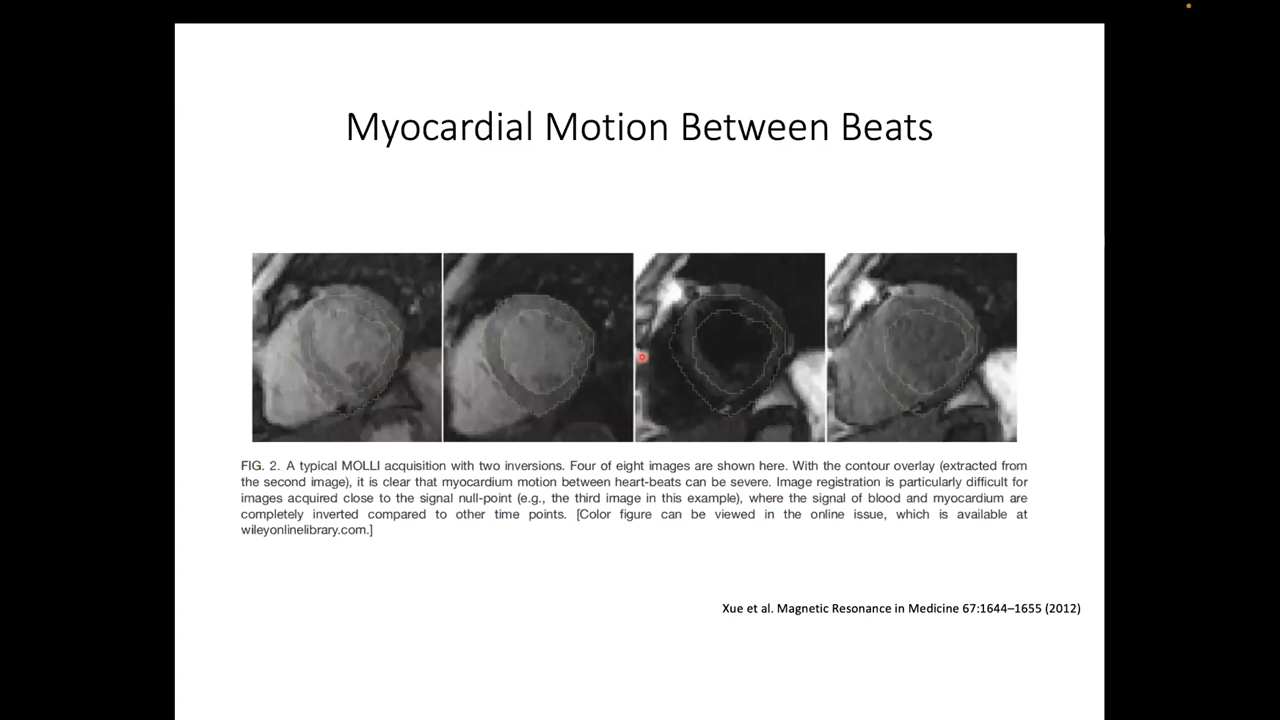 Myocardial Motion Between Beats
FIG. 2. A typical MOLLI acquisition with two inversions. Four of eight images are shown here. With the contour overlay (extracted from
the second image), it is clear that myocardium motion between heart-beats can be severe. Image registration is particularly difficult for
images acquired close to the signal null-point (e.g., the third image in this example), where the signal of blood and myocardium are
completely inverted compared to other time points. [Color figure can be viewed in the online issue, which is available at
wileyonlinelibrary.com.]
Xue et al. Magnetic Resonance in Medicine 67:1644–1655 (2012)